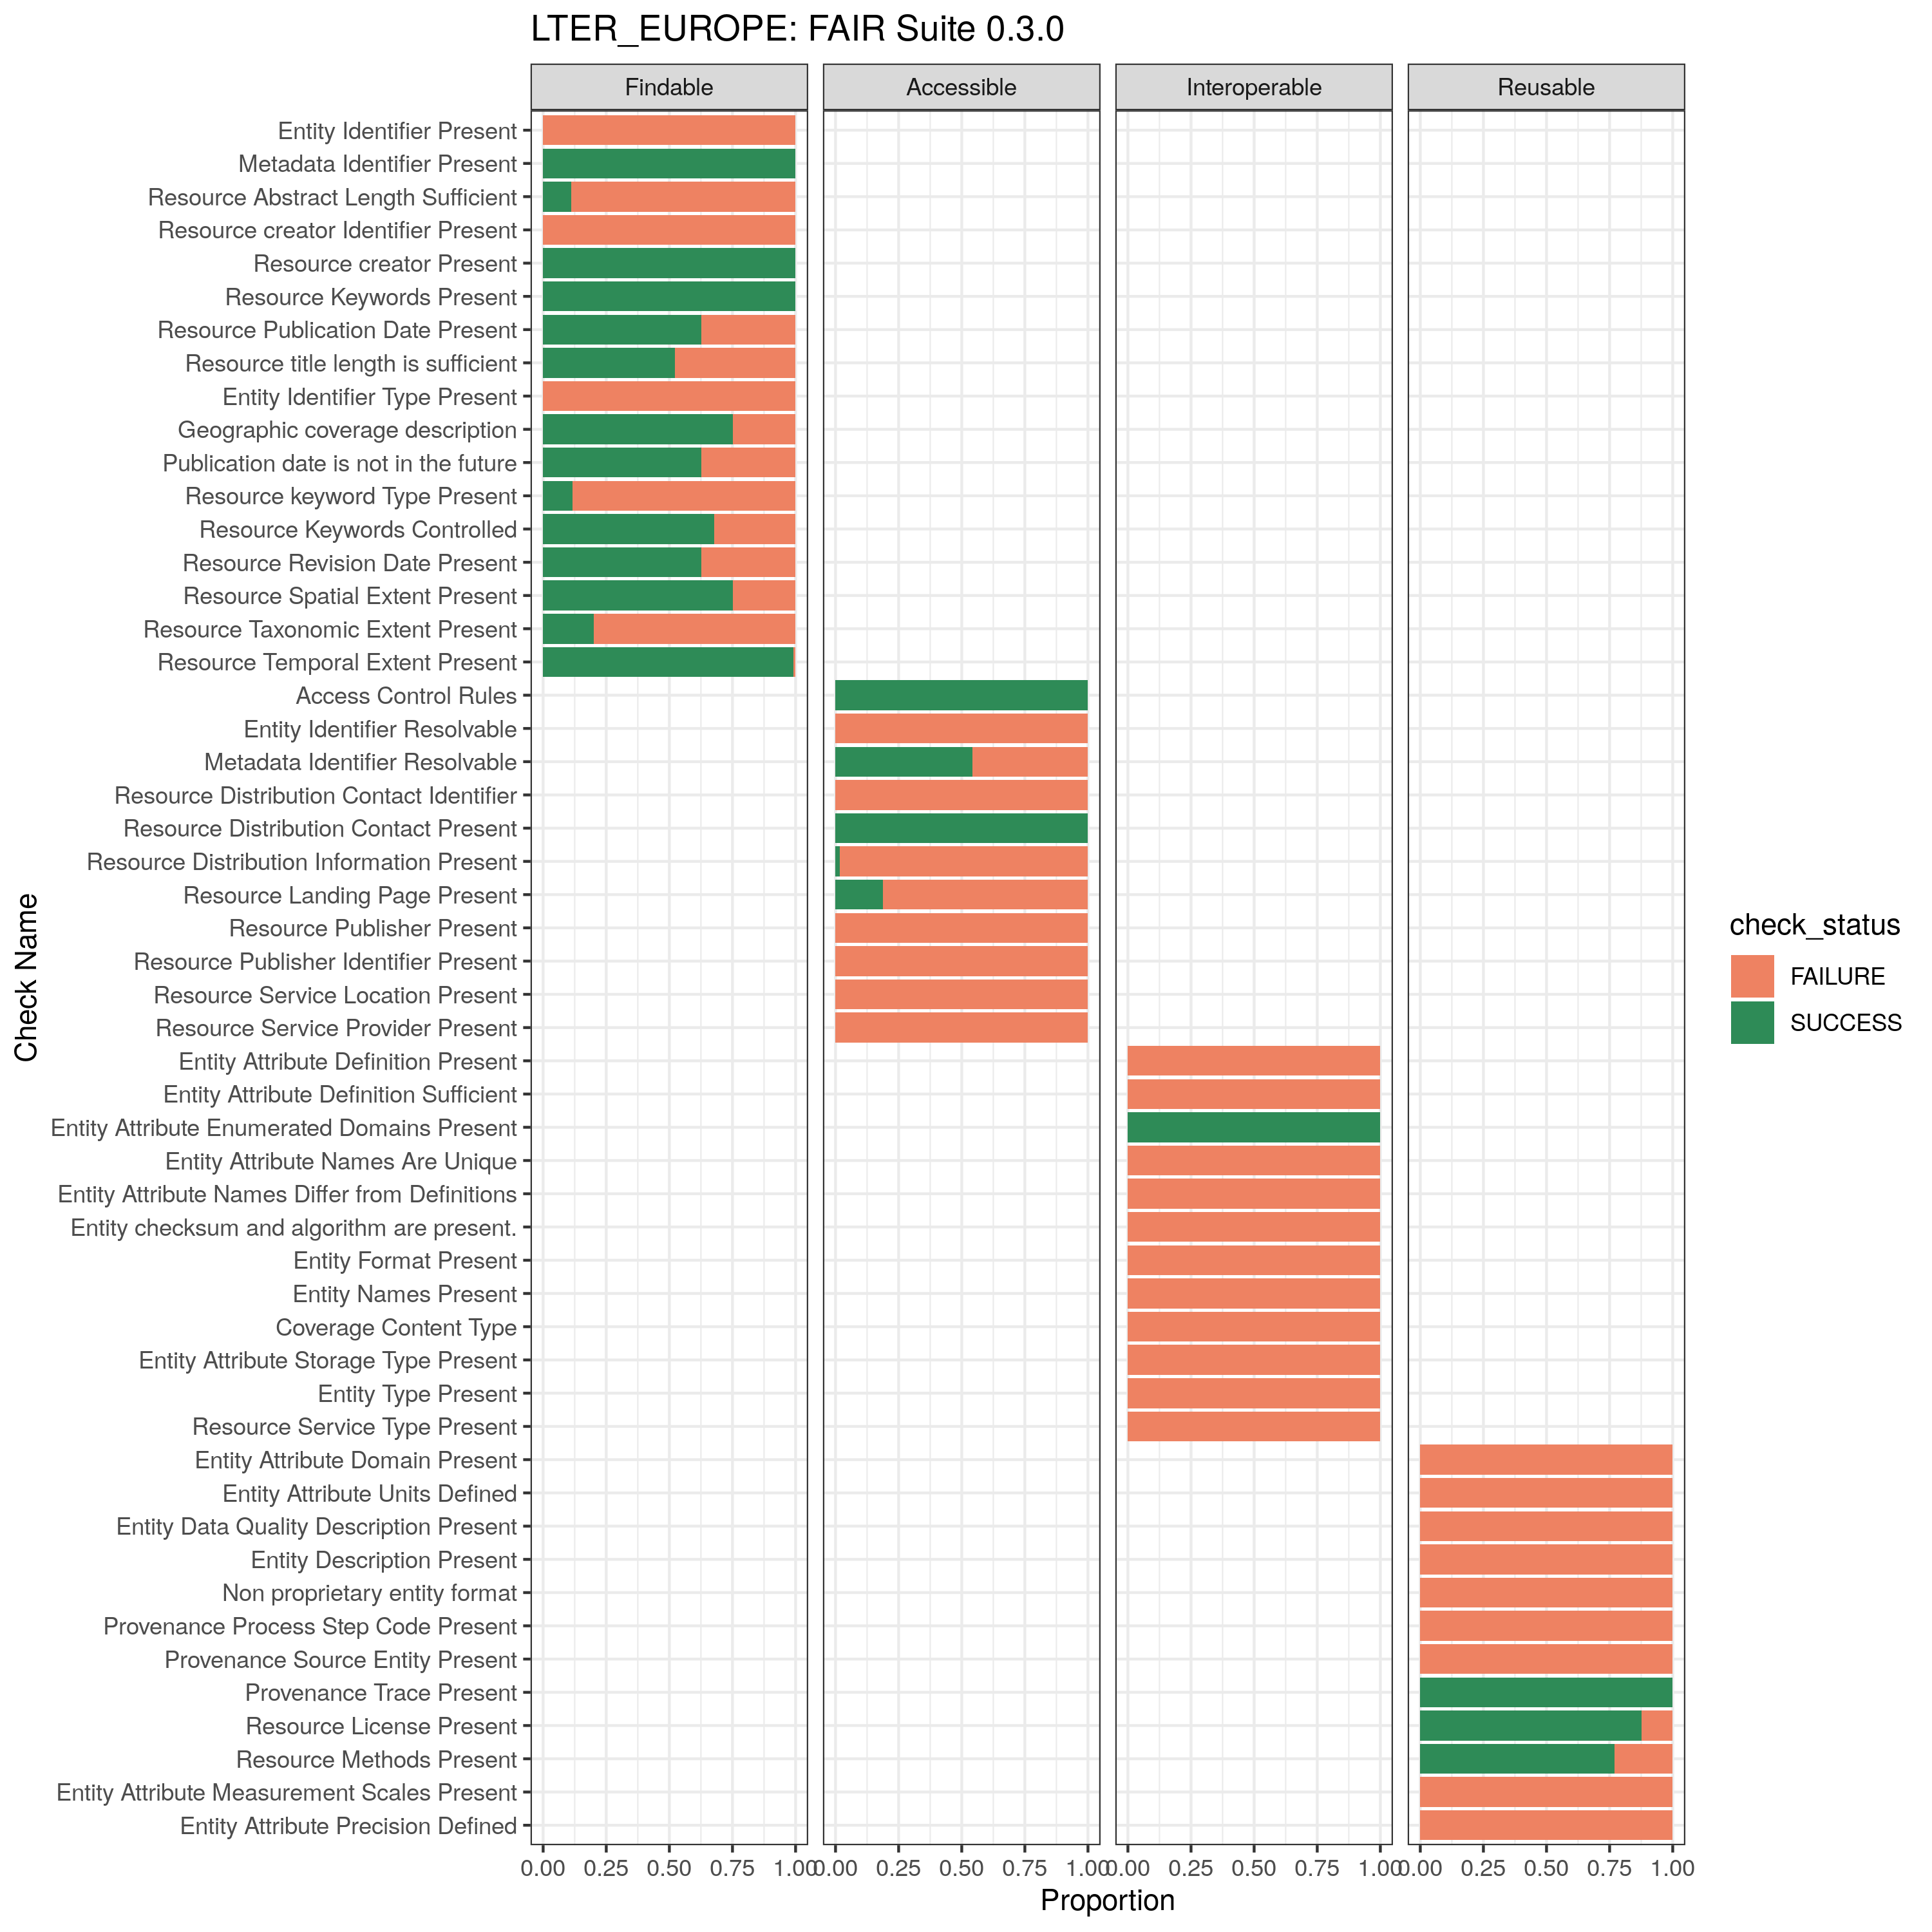 LTER_EUROPE: FAIR Suite 0.3.0
Findable Accessible Interoperable Reusable
Entity Identifier Present
Metadata Identifier Present
Resource Abstract Length Sufficient
Resource creator Identifier Present
Resource creator Present
Resource Keywords Present
Resource Publication Date Present
Resource title length is sufficient
Entity Identifier Type Present
Geographic coverage description
Publication date is not in the future
Resource keyword Type Present
Resource Keywords Controlled
Resource Revision Date Present
Resource Spatial Extent Present
Resource Taxonomic Extent Present
Resource Temporal Extent Present
Access Control Rules
Entity Identifier Resolvable
Metadata Identifier Resolvable
Resource Distribution Contact Identifier
Resource Distribution Contact Present
Resource Distribution Information Present
Resource Landing Page Present
Resource Publisher Present
Resource Publisher Identifier Present
Resource Service Location Present
Resource Service Provider Present
Entity Attribute Definition Present
Entity Attribute Definition Sufficient
Entity Attribute Enumerated Domains Present
Entity Attribute Names Are Unique
Entity Attribute Names Differ from Definitions
Entity checksum and algorithm are present.
Entity Format Present
Entity Names Present
Coverage Content Type
Entity Attribute Storage Type Present
Entity Type Present
Resource Service Type Present
Entity Attribute Domain Present
Entity Attribute Units Defined
Entity Data Quality Description Present
Entity Description Present
Non proprietary entity format
Provenance Process Step Code Present
Provenance Source Entity Present
Provenance Trace Present
Resource License Present
Resource Methods Present
Entity Attribute Measurement Scales Present
Entity Attribute Precision Defined
0.00 0.25 0.50 0.75 1.00 0.00 0.25 0.50 0.75 1.00 0.00 0.25 0.50 0.75 1.00 0.00 0.25 0.50 0.75 1.00
Proportion
Check Name
check_status
FAILURE
SUCCESS